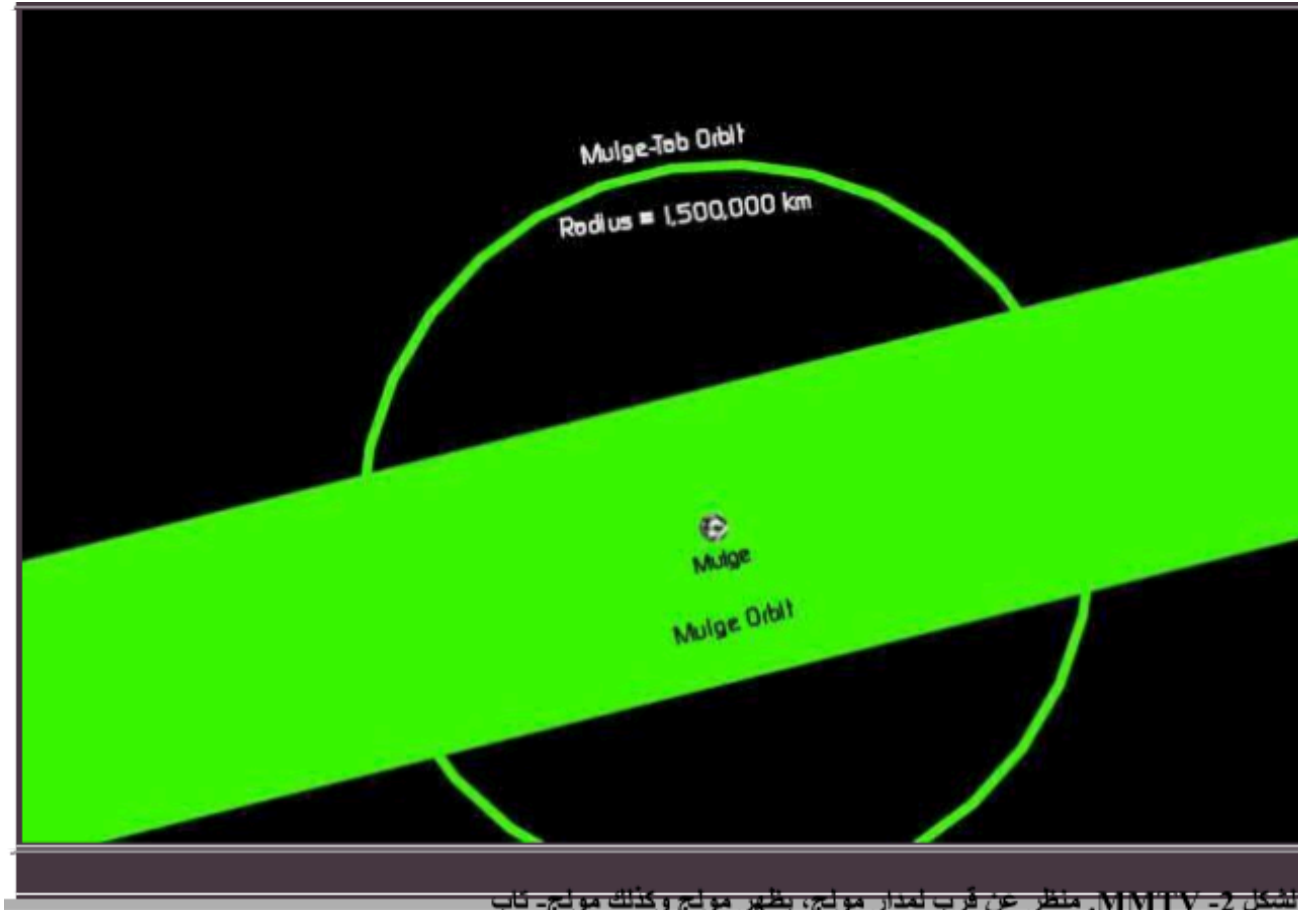 Mulge-Tab Orbit
Radius = 1,500,000 km
Mulge
Mulge Orbit
الشكل 2- MMTV. منظر عن قرب لمدار مولج، يظهر مولج وكذلك مولج- تاب